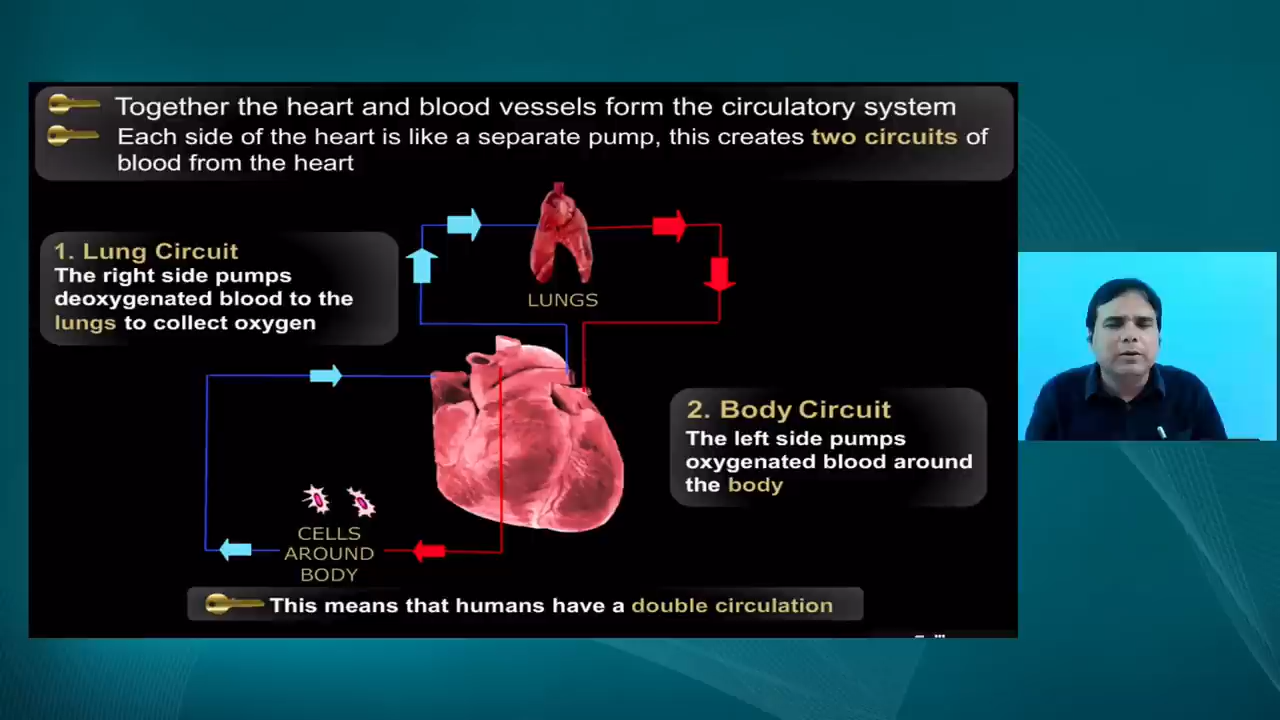 Together the heart and blood vessels form the circulatory system
Each side of the heart is like a separate pump, this creates two circuits of
blood from the heart
1. Lung Circuit
The right side pumps
deoxygenated blood to the
lungs to collect oxygen
LUNGS
2. Body Circuit
The left side pumps
oxygenated blood around
the body
CELLS
AROUND
BODY
This means that humans have a double circulation